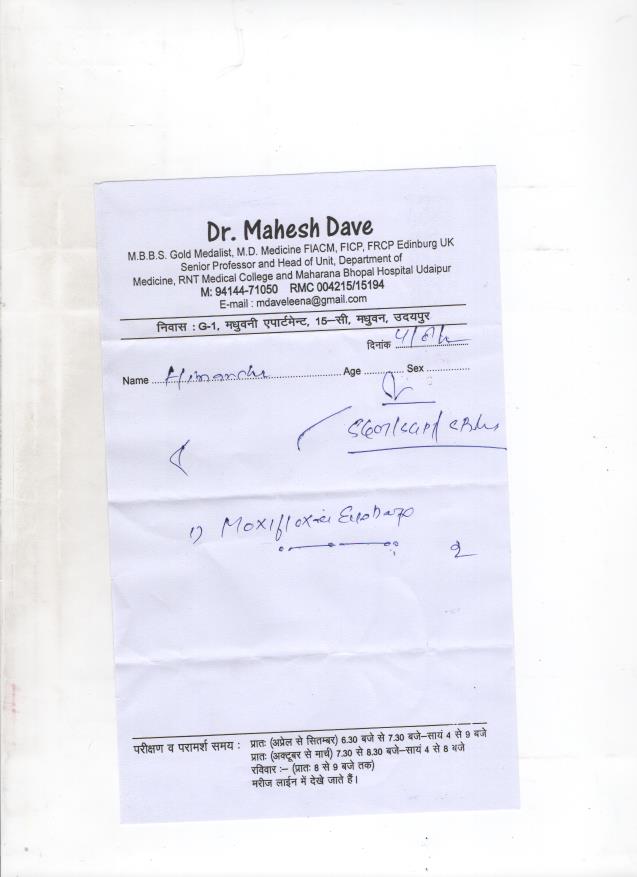 Dr. Mahesh Dave
M.B.B.S. Gold Medalist, M.D. Medicine FIACM, FICP, FRCP Edinburg UK
Senior Professor and Head of Unit, Department of
Medicine, RNT Medical College and Maharana Bhopal Hospital Udaipur
M: 94144-71050 RMC 004215/15194
E-mail : mdaveleena@gmail.com
निवास : G-1, मधुवनी एपार्टमेन्ट, 15–सी, मधुवन, उदयपुर
दिनांक
Name Himanshu Age Sex
SGOT/SGPT/
1) Moxifloxacin
परीक्षण व परामर्श समय : प्रातः (अप्रेल से सितम्बर) 6.30 बजे से 7.30 बजे–सायं 4 से 9 बजे
प्रातः (अक्टूबर से मार्च) 7.30 से 8.30 बजे–सायं 4 से 8 बजे
रविवार :– (प्रातः 8 से 9 बजे तक)
मरीज लाईन में देखे जाते हैं।